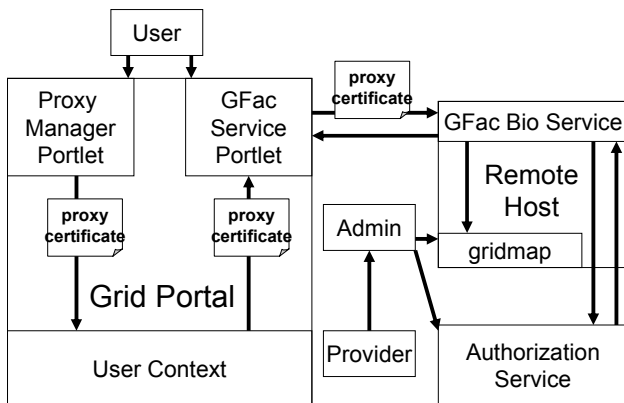 User
Proxy
Manager
Portlet
GFac
Service
Portlet
proxy
certificate
GFac Bio Service
Remote
Host
proxy
certificate
proxy
certificate
Admin
gridmap
Grid Portal
User Context
Provider
Authorization
Service